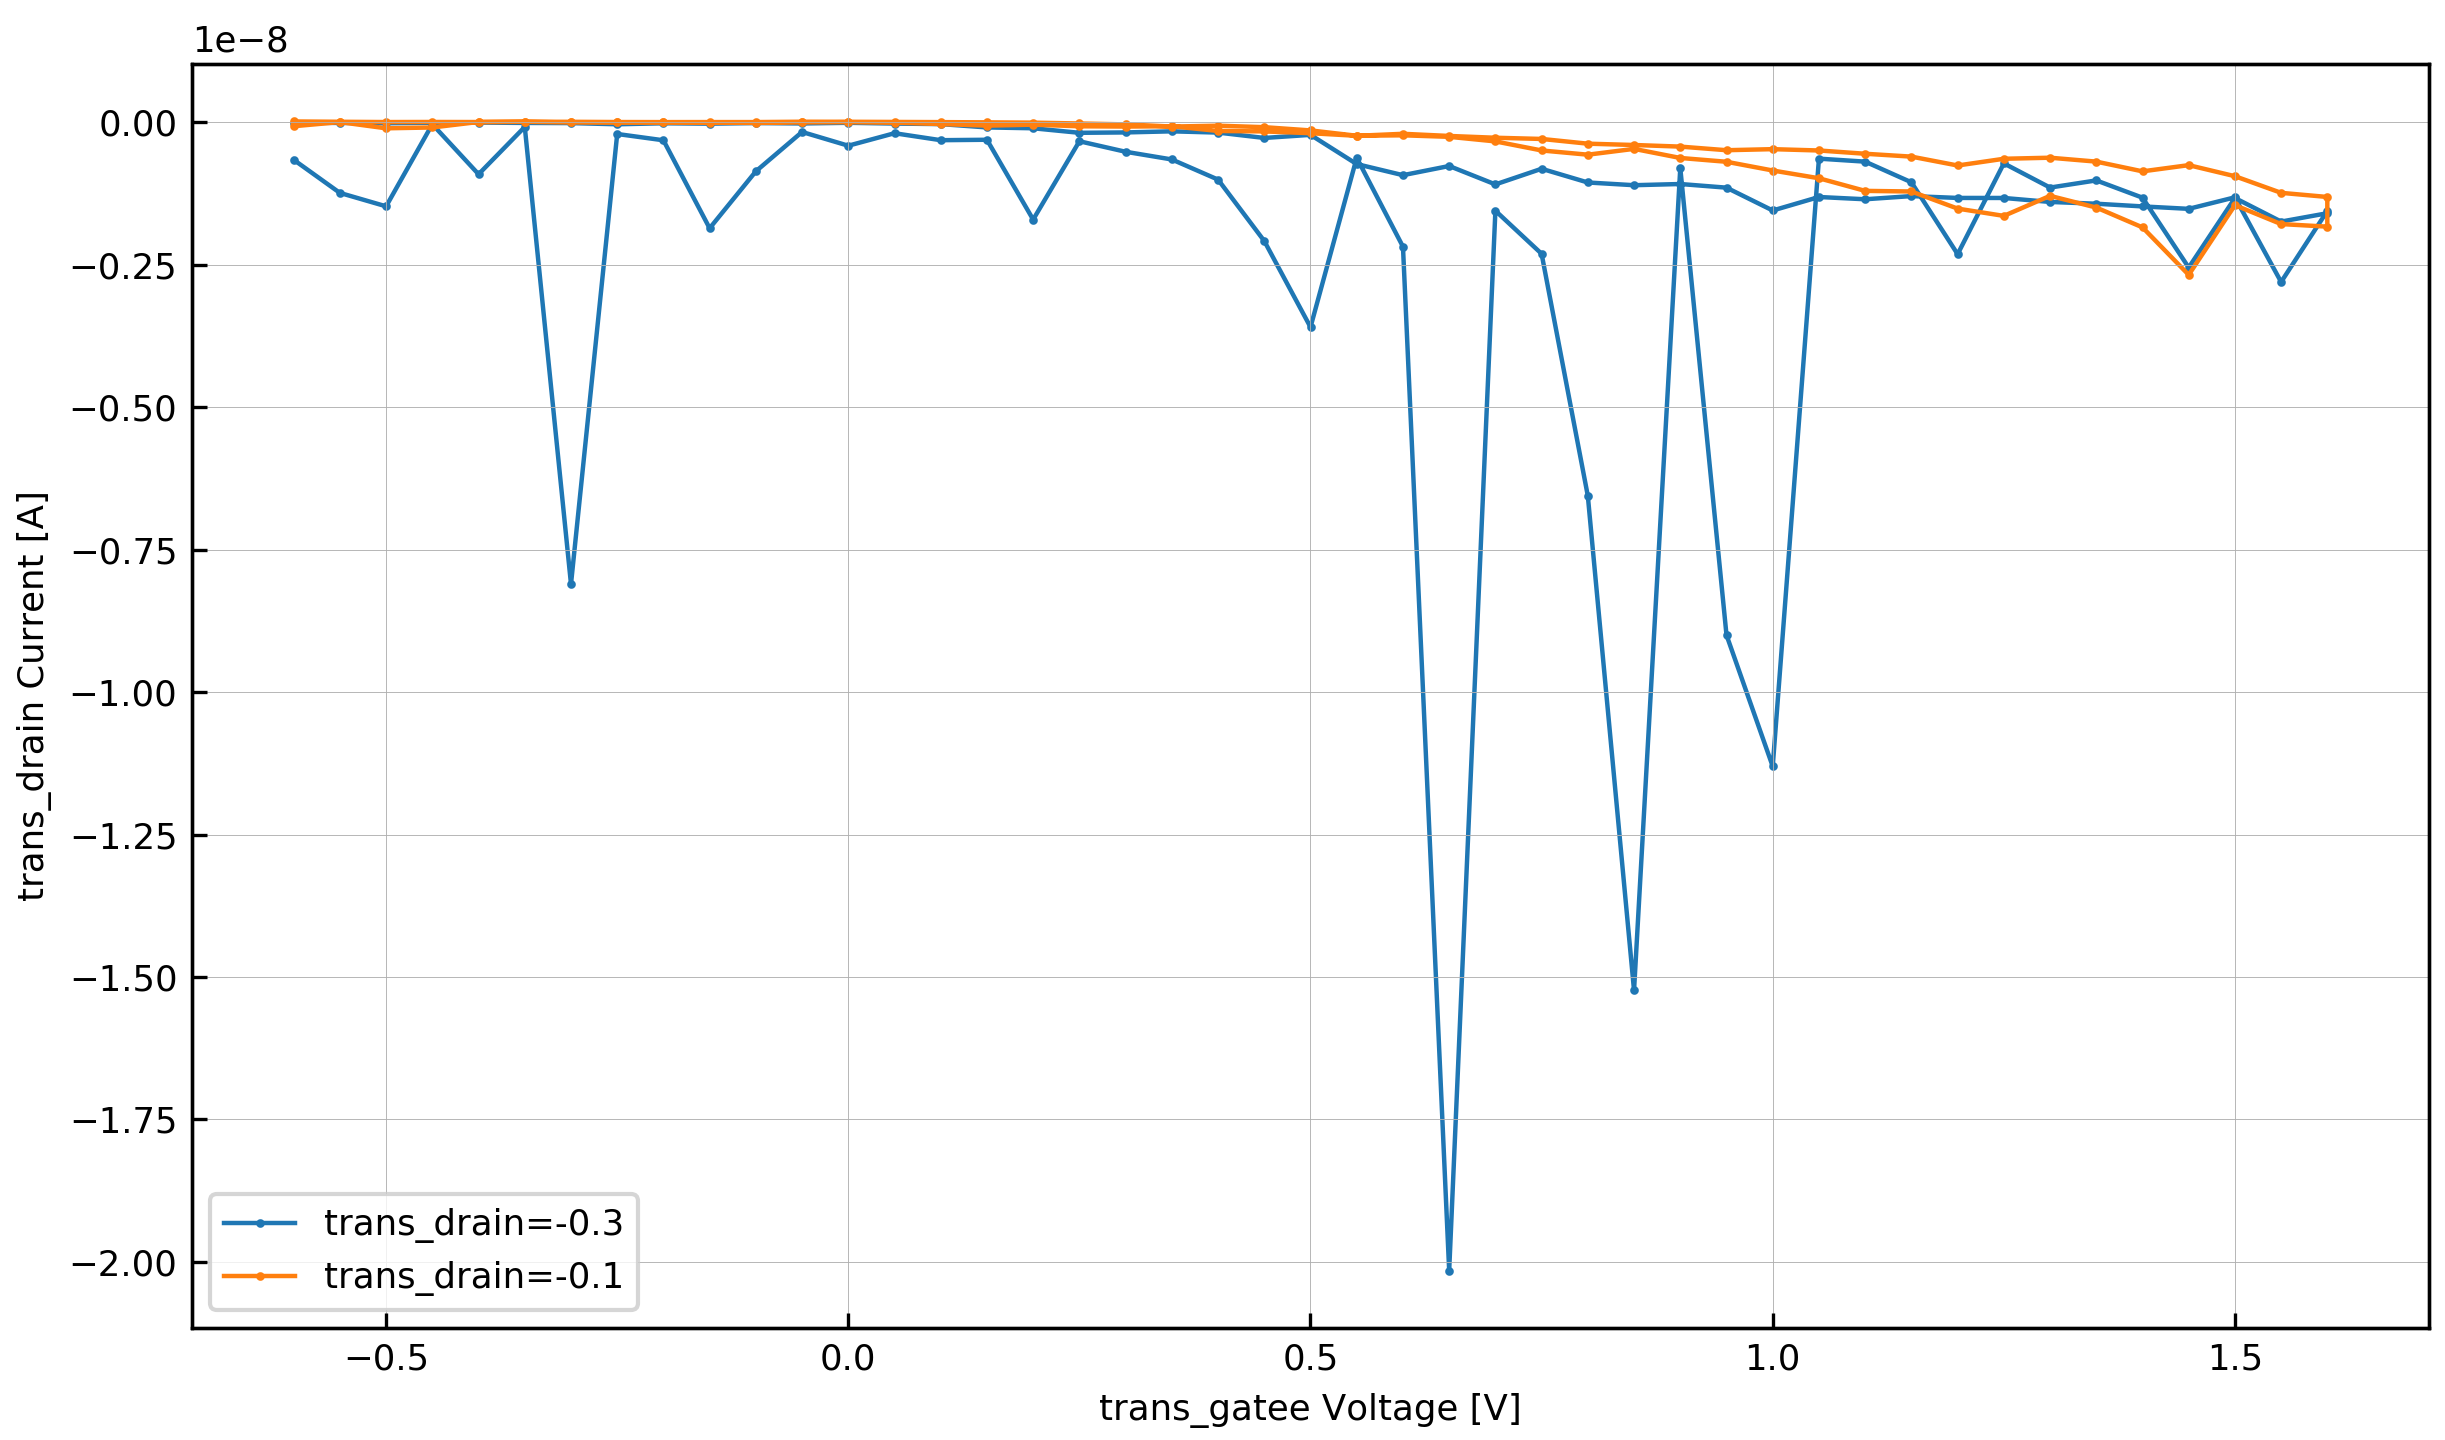 1e−8
0.00
−0.25
−0.50
−0.75
−1.00
−1.25
−1.50
−1.75
−2.00
trans_drain Current [A]
trans_drain=-0.3
trans_drain=-0.1
−0.5 0.0 0.5 1.0 1.5
trans_gatee Voltage [V]